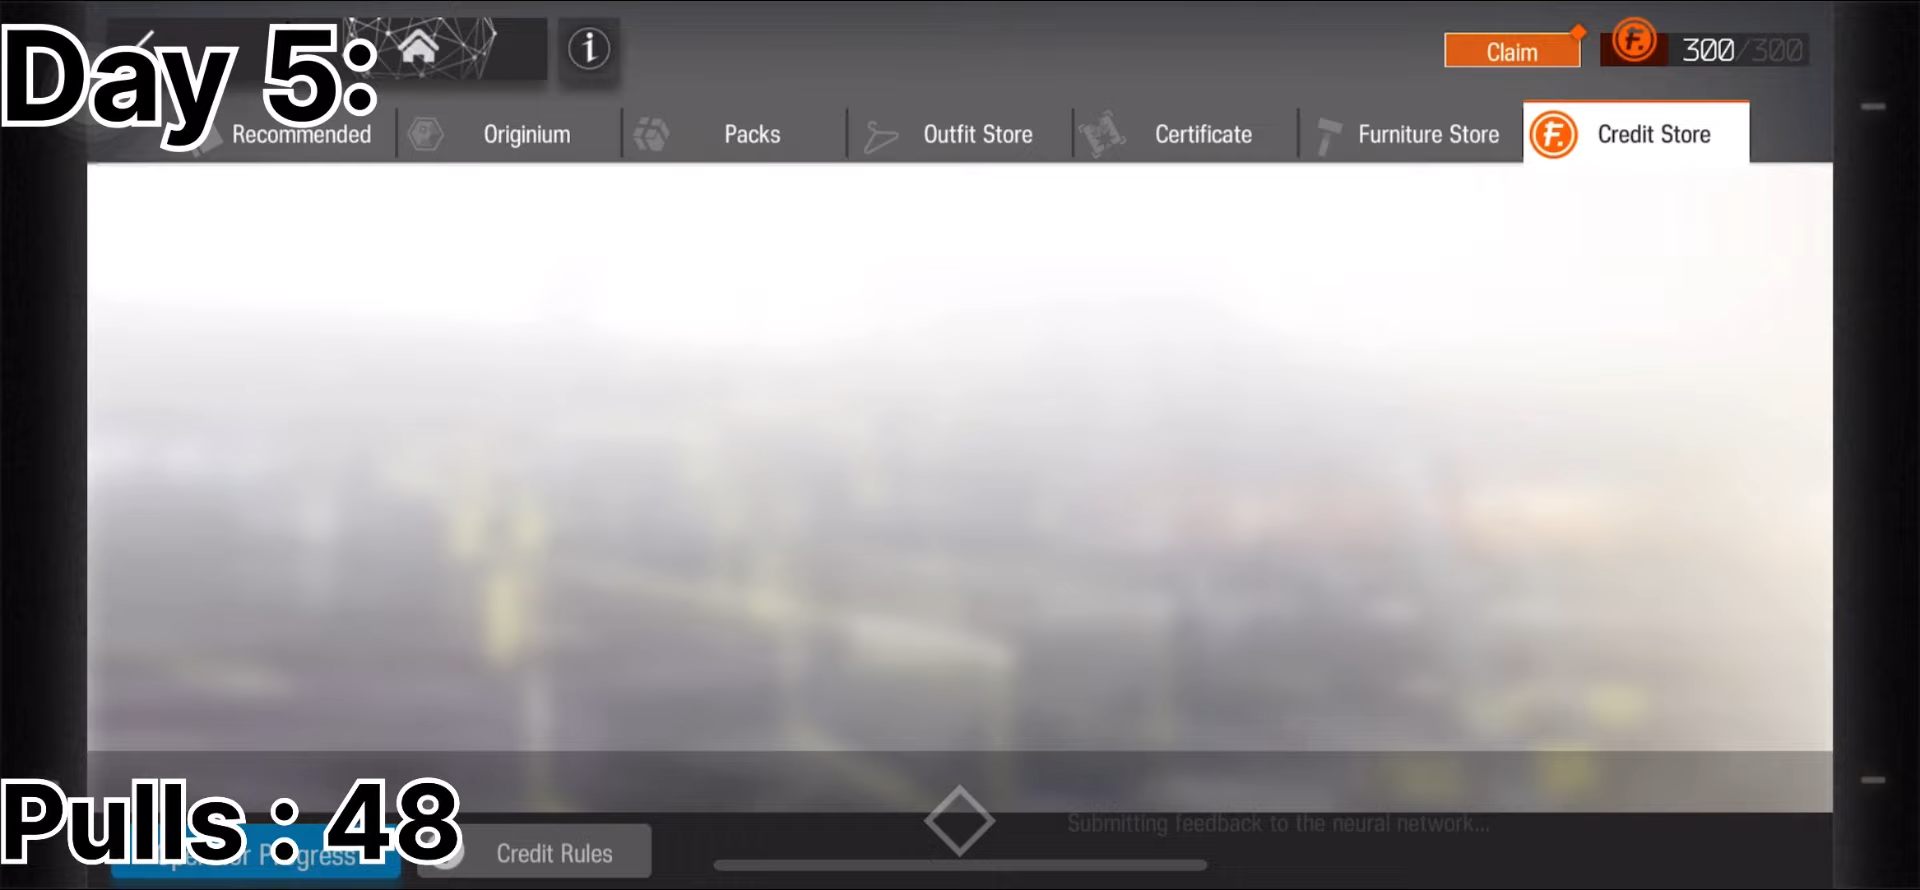 Day 5:
Claim
300/300
Recommended
Originium
Packs
Outfit Store
Certificate
Furniture Store
Credit Store
Pulls : 48
Submitting feedback to the neural network...
Progress
Credit Rules